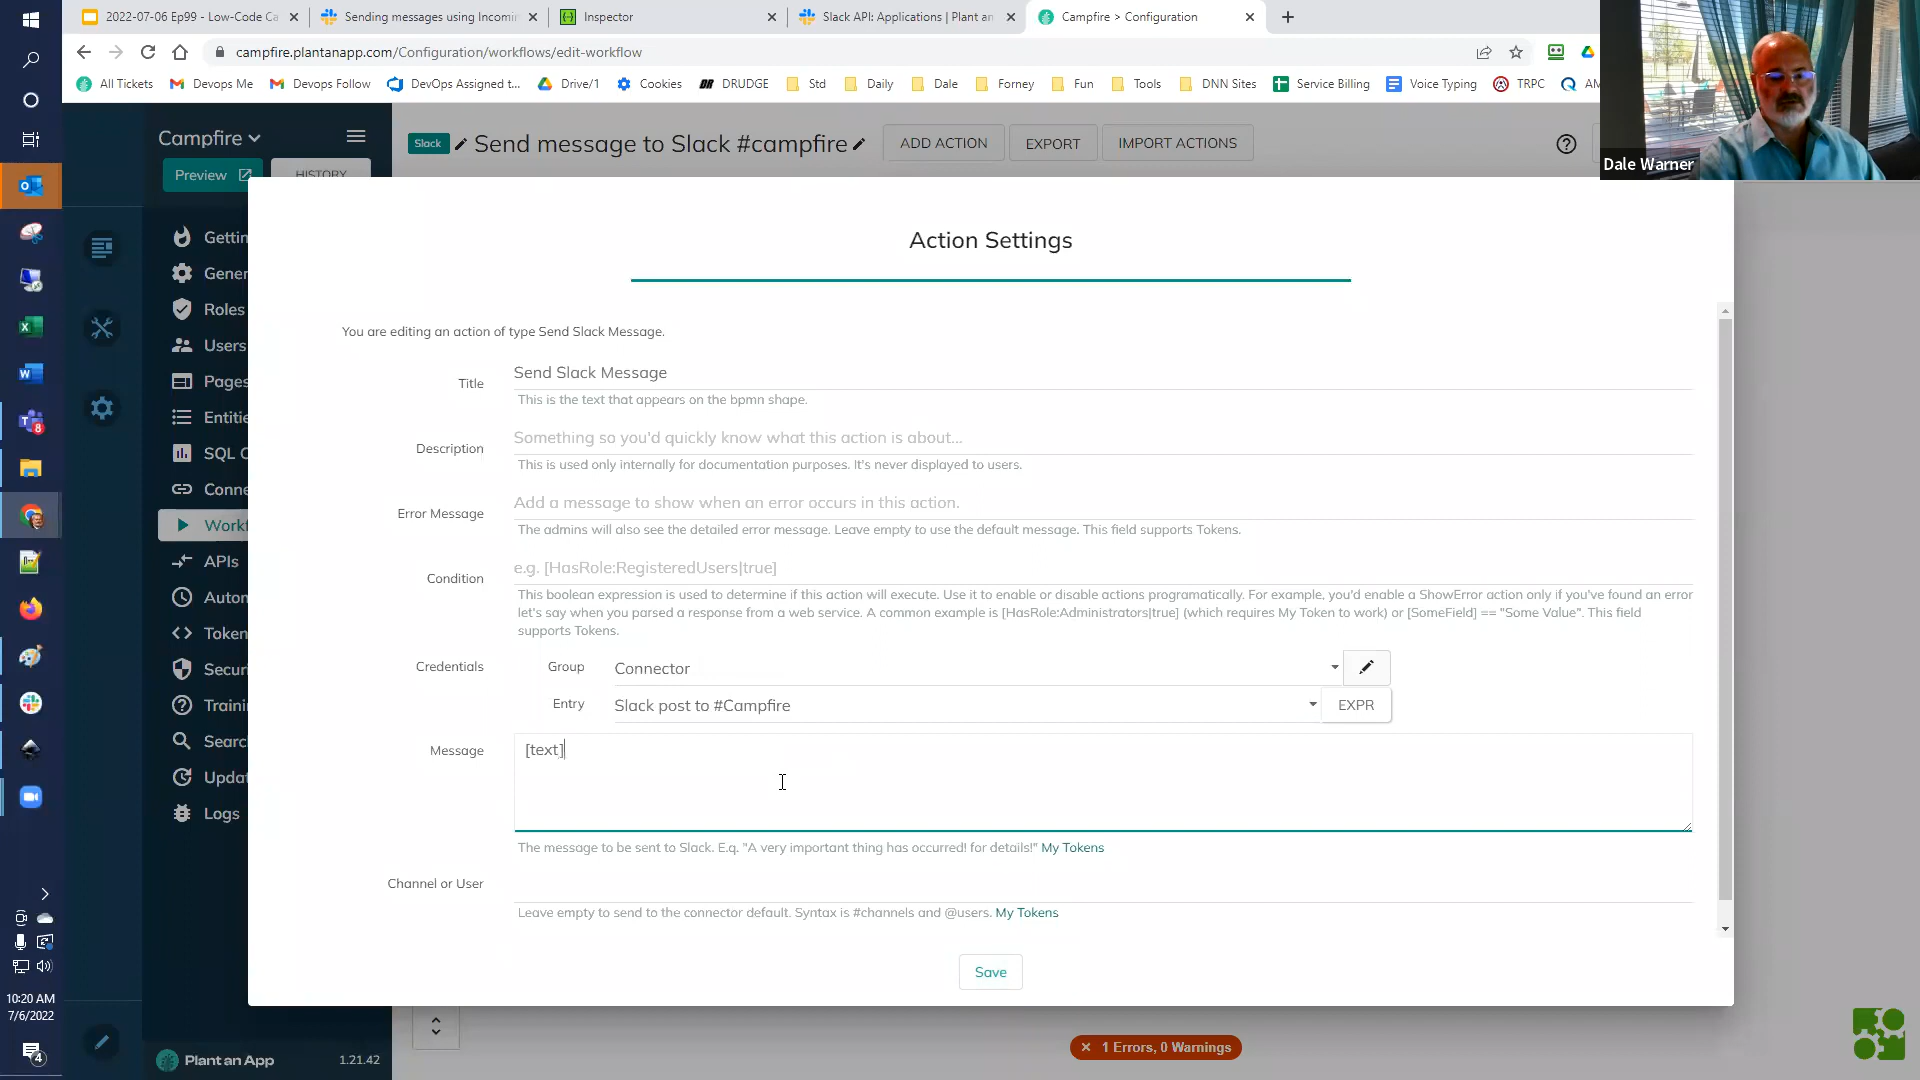 2022-07-06 Ep99 - Low-Code Ca
Sending messages using Incomi
Inspector
Slack API: Applications | Plant an
Campfire > Configuration
campfire.plantanapp.com/Configuration/workflows/edit-workflow
All Tickets
Devops Me
Devops Follow
DevOps Assigned t...
Drive/1
Cookies
DRUDGE
Std
Daily
Dale
Forney
Fun
Tools
DNN Sites
Service Billing
Voice Typing
TRPC
AM
Dale Warner
Campfire
Preview
HISTORY
Slack
Send message to Slack #campfire
ADD ACTION
EXPORT
IMPORT ACTIONS
Gettin
Gener
Roles
Users
Pages
Entitie
SQL C
Conne
Workf
APIs
Autom
Token
Securi
Traini
Searc
Updat
Logs
Action Settings
You are editing an action of type Send Slack Message.
Title
Send Slack Message
This is the text that appears on the bpmn shape.
Description
Something so you'd quickly know what this action is about...
This is used only internally for documentation purposes. It's never displayed to users.
Error Message
Add a message to show when an error occurs in this action.
The admins will also see the detailed error message. Leave empty to use the default message. This field supports Tokens.
Condition
e.g. [HasRole:RegisteredUsers|true]
This boolean expression is used to determine if this action will execute. Use it to enable or disable actions programatically. For example, you'd enable a ShowError action only if you've found an error
let's say when you parsed a response from a web service. A common example is [HasRole:Administrators|true] (which requires My Token to work) or [SomeField] == "Some Value". This field
supports Tokens.
Credentials
Group
Connector
Entry
Slack post to #Campfire
EXPR
Message
[text]
The message to be sent to Slack. E.q. "A very important thing has occurred! for details!" My Tokens
Channel or User
Leave empty to send to the connector default. Syntax is #channels and @users. My Tokens
Save
1 Errors, 0 Warnings
Plant an App
1.21.42
8
10:20 AM
7/6/2022
4